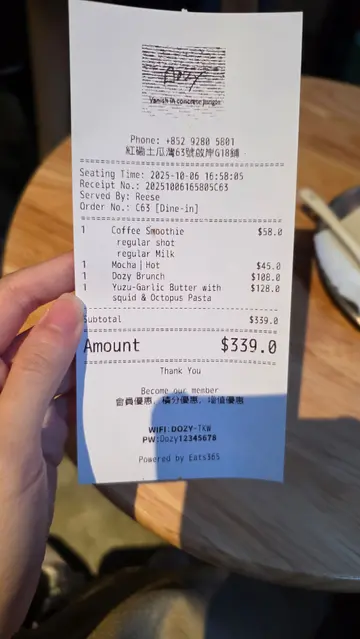 Dozy
Vanish in concrete jungle
Phone: +852 9280 5801
紅磡土瓜灣63號啟岸G18鋪
Seating Time: 2025-10-06 16:58:05
Receipt No.: 20251006165805C63
Served By: Reese
Order No.: C63 [Dine-in]
1 Coffee Smoothie $58.0
regular shot
regular Milk
1 Mocha|Hot $45.0
1 Dozy Brunch $108.0
1 Yuzu-Garlic Butter with $128.0
squid & Octopus Pasta
Subtotal $339.0
Amount $339.0
Thank You
Become our member
會員優惠, 積分優惠, 增值優惠
WIFI:DOZY-TKW
PW:Dozy12345678
Powered by Eats365